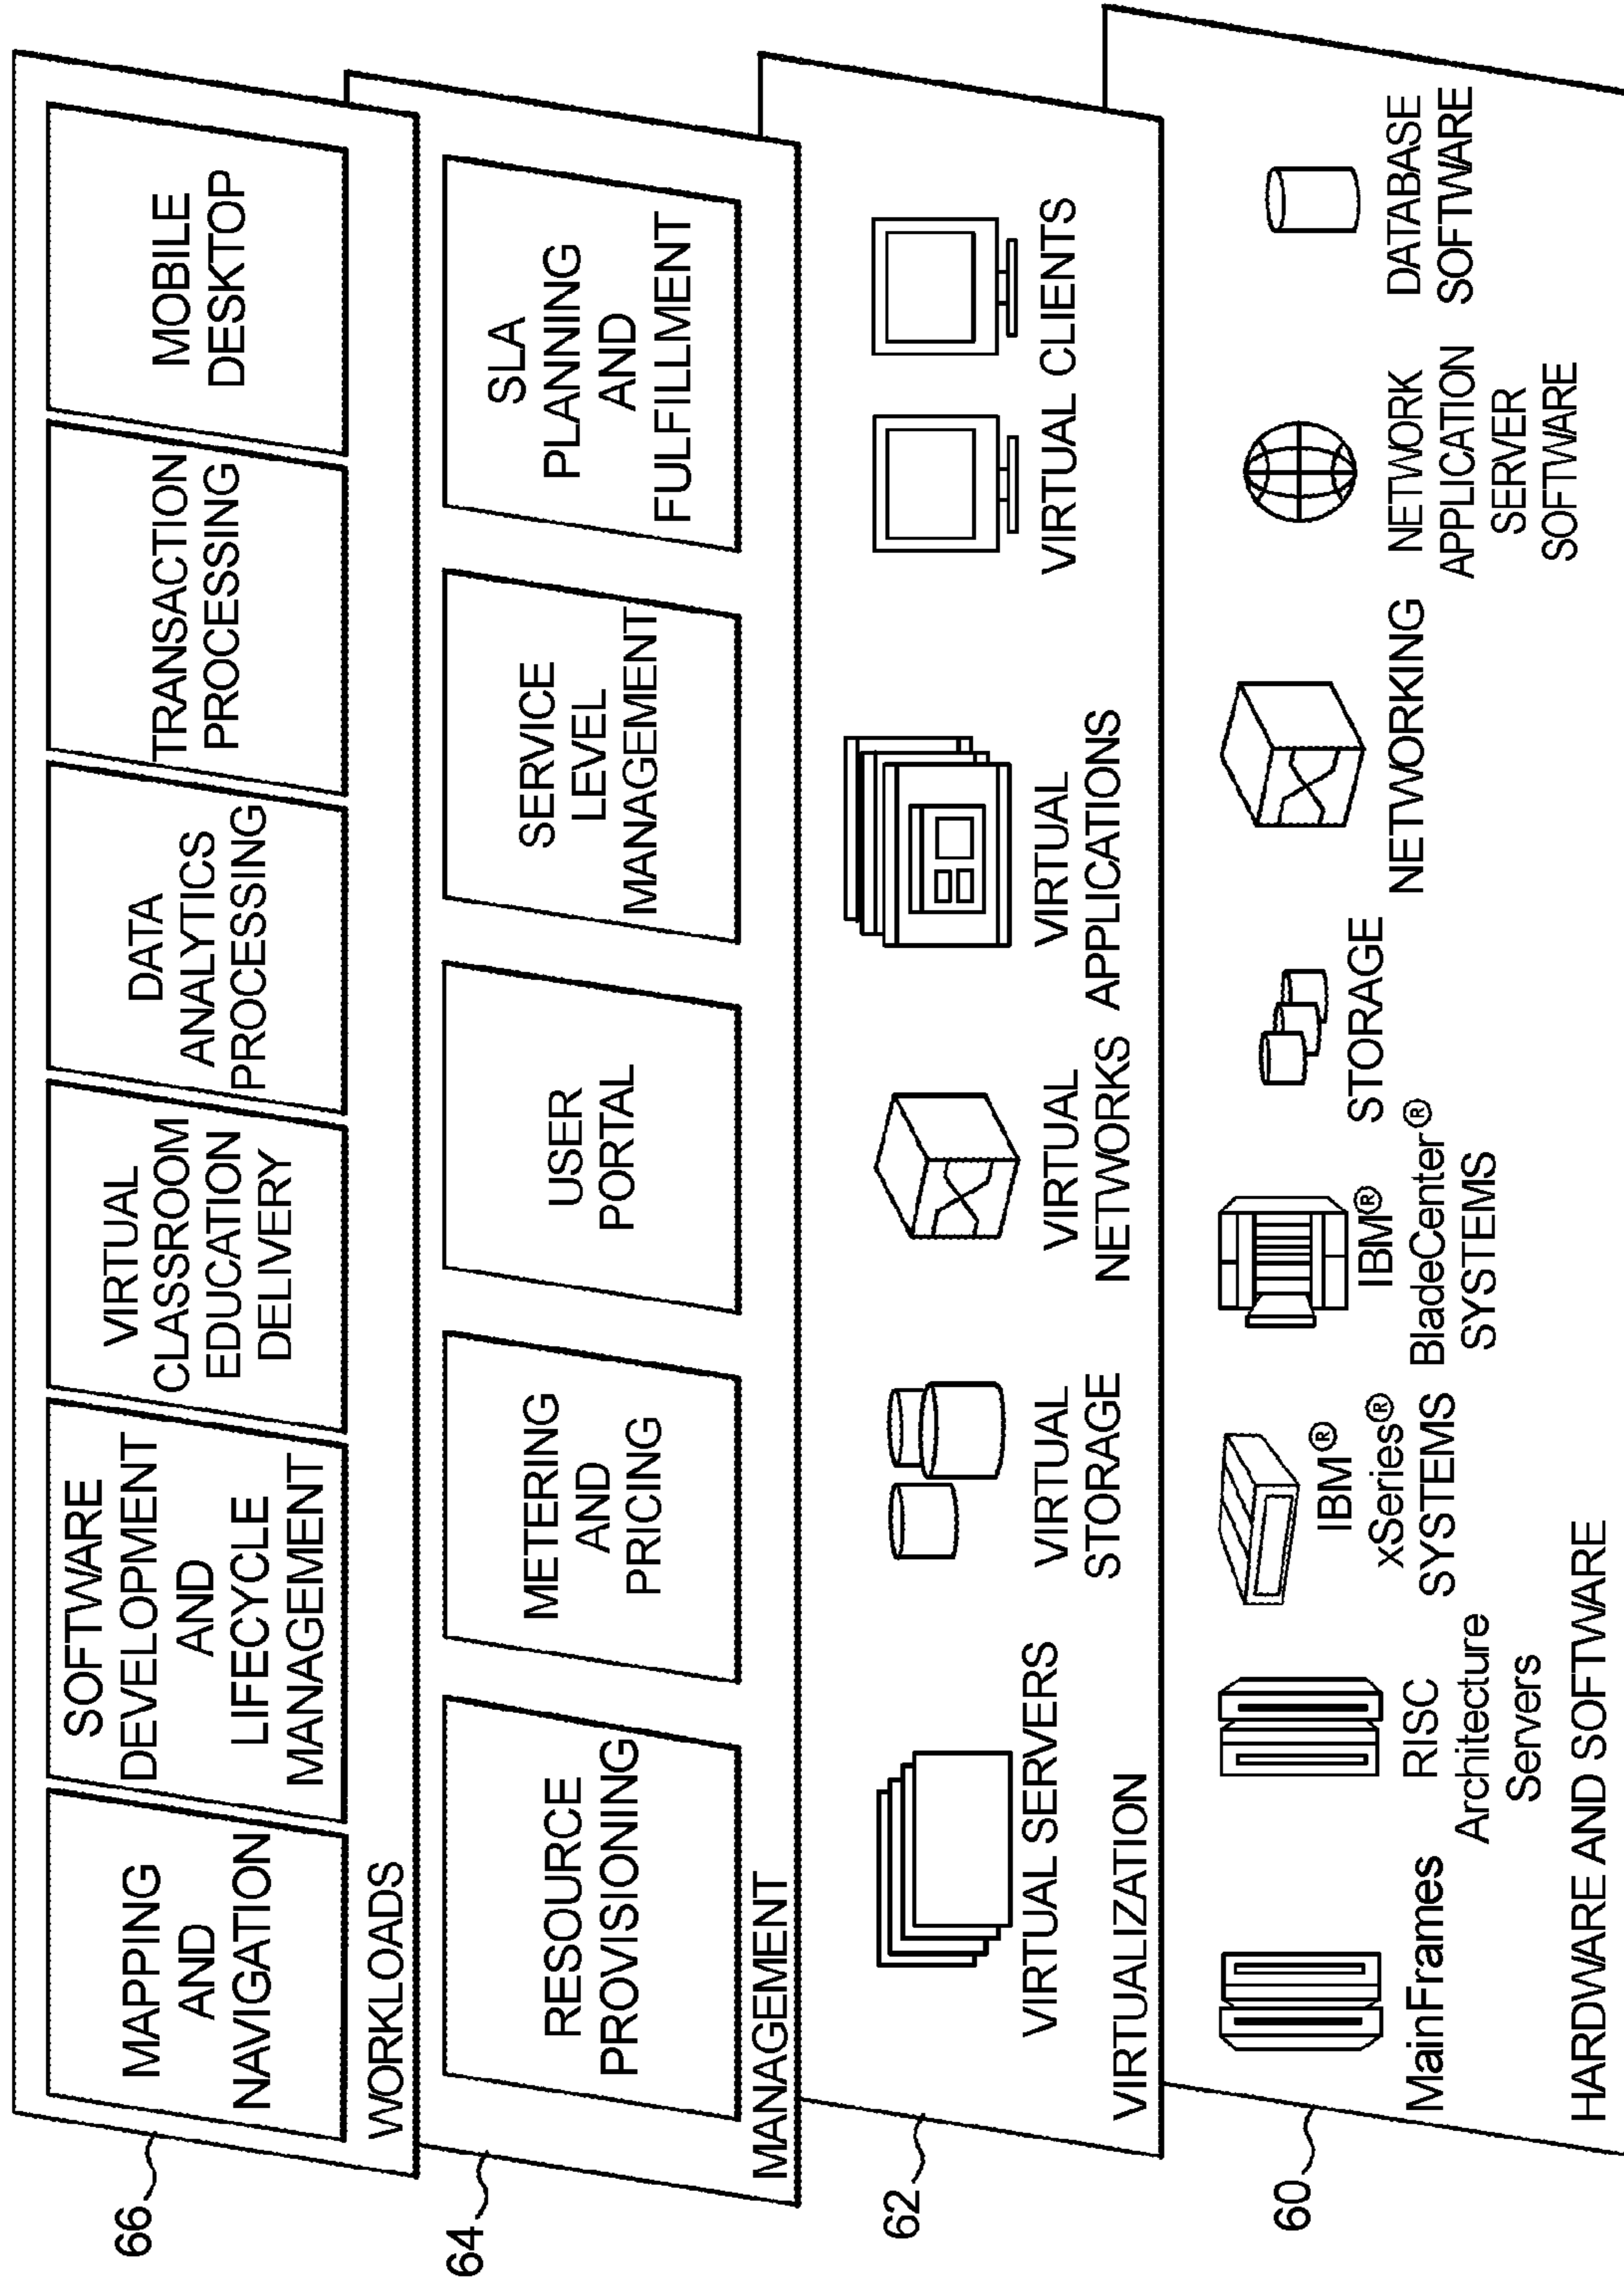 66
MAPPING
AND
NAVIGATION
SOFTWARE
DEVELOPMENT
AND
LIFECYCLE
MANAGEMENT
VIRTUAL
CLASSROOM
EDUCATION
DELIVERY
DATA
ANALYTICS
PROCESSING
TRANSACTION
PROCESSING
MOBILE
DESKTOP
WORKLOADS
64
RESOURCE
PROVISIONING
METERING
AND
PRICING
USER
PORTAL
SERVICE
LEVEL
MANAGEMENT
SLA
PLANNING
AND
FULFILLMENT
MANAGEMENT
62
VIRTUAL SERVERS
VIRTUAL
STORAGE
VIRTUAL
NETWORKS
VIRTUAL
APPLICATIONS
VIRTUAL CLIENTS
VIRTUALIZATION
60
MainFrames
RISC
Architecture
Servers
IBM®
xSeries®
SYSTEMS
IBM®
BladeCenter®
SYSTEMS
STORAGE
NETWORKING
NETWORK
APPLICATION
SERVER
SOFTWARE
DATABASE
SOFTWARE
HARDWARE AND SOFTWARE